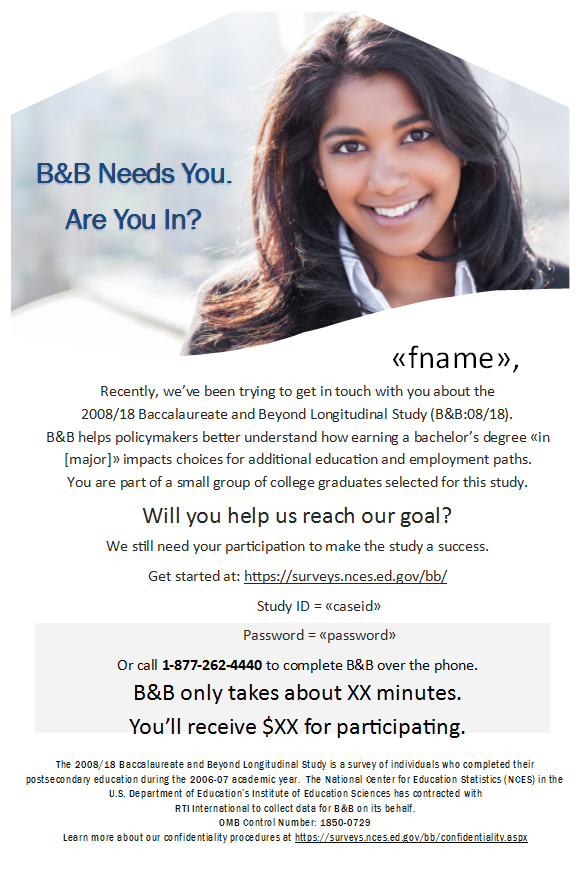 B&B Needs You.
Are You In?
«fname»,
Recently, we've been trying to get in touch with you about the
2008/18 Baccalaureate and Beyond Longitudinal Study (B&B:08/18).
B&B helps policymakers better understand how earning a bachelor's degree «in
[major]» impacts choices for additional education and employment paths.
You are part of a small group of college graduates selected for this study.
Will you help us reach our goal?
We still need your participation to make the study a success.
Get started at: https://surveys.nces.ed.gov/bb/
Study ID = «caseid»
Password = «password»
Or call 1-877-262-4440 to complete B&B over the phone.
B&B only takes about XX minutes.
You'll receive $XX for participating.
The 2008/18 Baccalaureate and Beyond Longitudinal Study is a survey of individuals who completed their
postsecondary education during the 2006-07 academic year. The National Center for Education Statistics (NCES) in the
U.S. Department of Education's Institute of Education Sciences has contracted with
RTI International to collect data for B&B on its behalf.
OMB Control Number: 1850-0729
Learn more about our confidentiality procedures at https://surveys.nces.ed.gov/bb/confidentiality.aspx